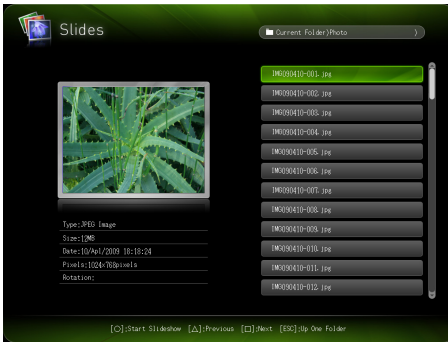 Slides
Current Folder}Photo
IMG090410-001.jpg
IMG090410-002.jpg
IMG090410-003.jpg
IMG090410-004.jpg
IMG090410-005.jpg
IMG090410-006.jpg
IMG090410-007.jpg
IMG090410-008.jpg
IMG090410-009.jpg
IMG090410-010.jpg
IMG090410-011.jpg
IMG090410-012.jpg
Type:JPEG Image
Size:12MB
Date:10/Apl/2009 18:18:24
Pixels:1024×768pixels
Rotation:
[○]:Start Slideshow [△]:Previous [□]:Next [ESC]:Up One Folder